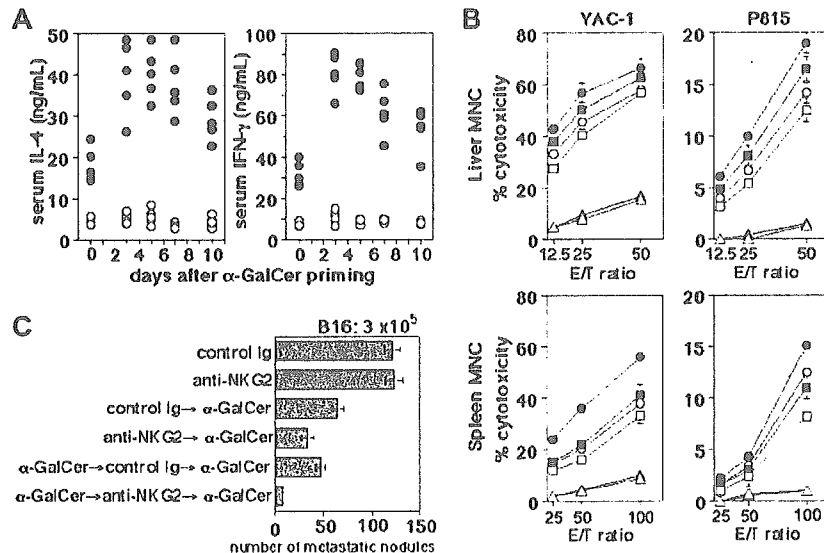 A
serum IL-4 (ng/mL)
50
40
30
20
10
0
serum IFN-γ (ng/mL)
100
80
60
40
20
0
0 2 4 6 8 10
0 2 4 6 8 10
days after α-GalCer priming
B
YAC-1
P815
Liver MNC
% cytotoxicity
80
60
40
20
0
20
15
10
5
0
12.5 25 50
12.5 25 50
E/T ratio
E/T ratio
Spleen MNC
% cytotoxicity
80
60
40
20
0
20
15
10
5
0
25 50 100
25 50 100
E/T ratio
E/T ratio
C
B16: 3 x10⁵
control Ig
anti-NKG2
control Ig→ α-GalCer
anti-NKG2→ α-GalCer
α-GalCer→control Ig→ α-GalCer
α-GalCer→anti-NKG2→ α-GalCer
0 50 100 150
number of metastatic nodules